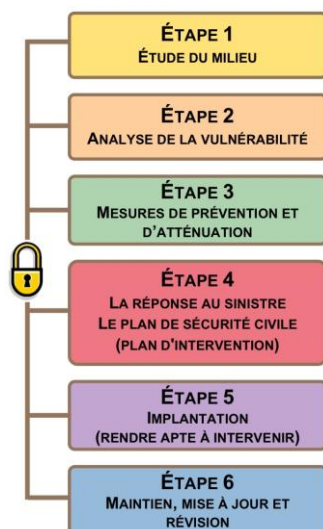 ÉTAPE 1
ÉTUDE DU MILIEU
ÉTAPE 2
ANALYSE DE LA VULNÉRABILITÉ
ÉTAPE 3
MESURES DE PRÉVENTION ET
D'ATTÉNUATION
ÉTAPE 4
LA RÉPONSE AU SINISTRE
LE PLAN DE SÉCURITÉ CIVILE
(PLAN D'INTERVENTION)
ÉTAPE 5
IMPLANTATION
(RENDRE APTE À INTERVENIR)
ÉTAPE 6
MAINTIEN, MISE À JOUR ET
RÉVISION